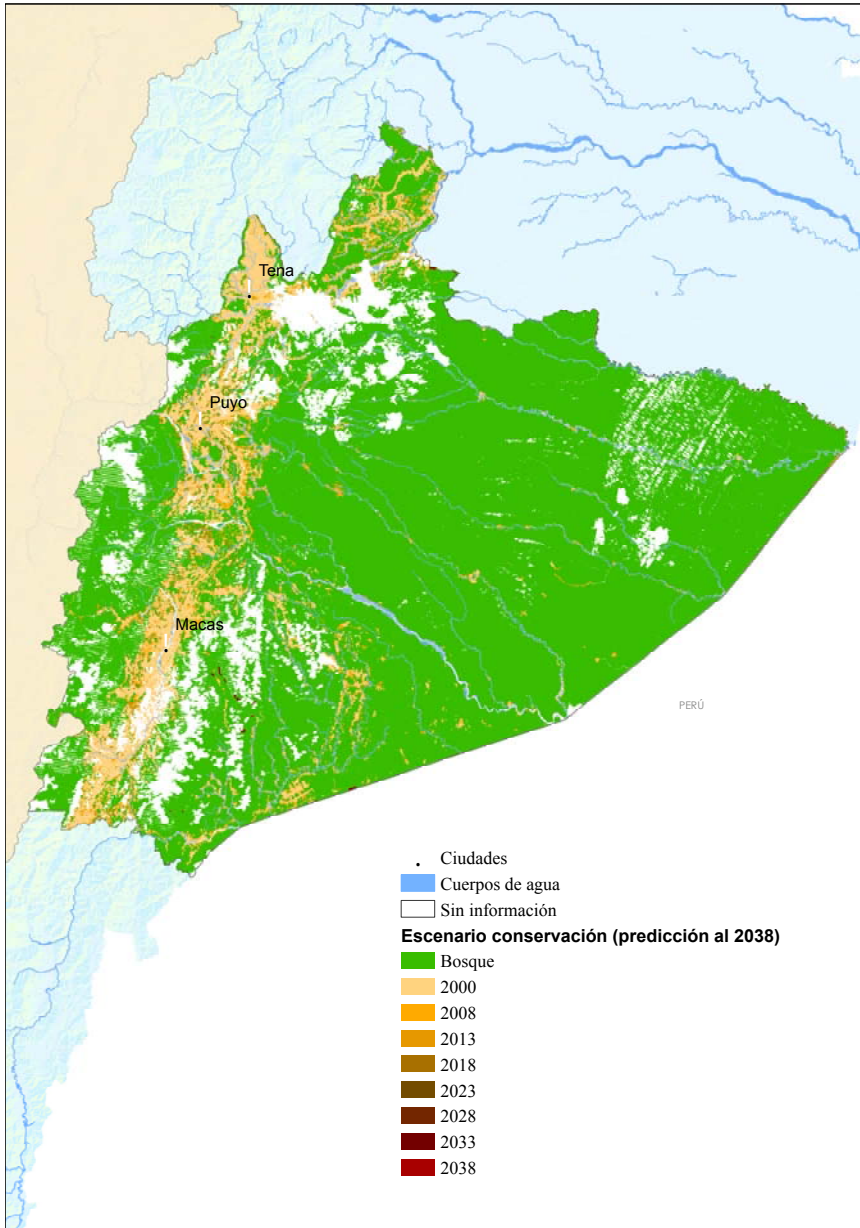 Tena
Puyo
Macas
PERÚ
Ciudades
Cuerpos de agua
Sin información
Escenario conservación (predicción al 2038)
Bosque
2000
2008
2013
2018
2023
2028
2033
2038